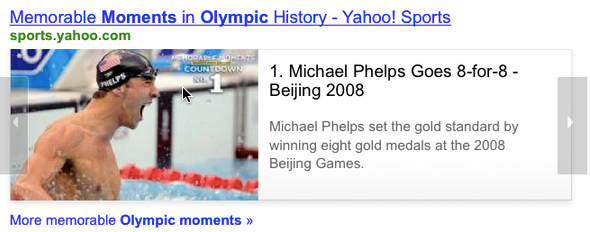 Memorable Moments in Olympic History - Yahoo! Sports
sports.yahoo.com
PHELPS
MEMORABLE MOMENTS
COUNTDOWN
NO. 1
1. Michael Phelps Goes 8-for-8 -
Beijing 2008
Michael Phelps set the gold standard by
winning eight gold medals at the 2008
Beijing Games.
More memorable Olympic moments »